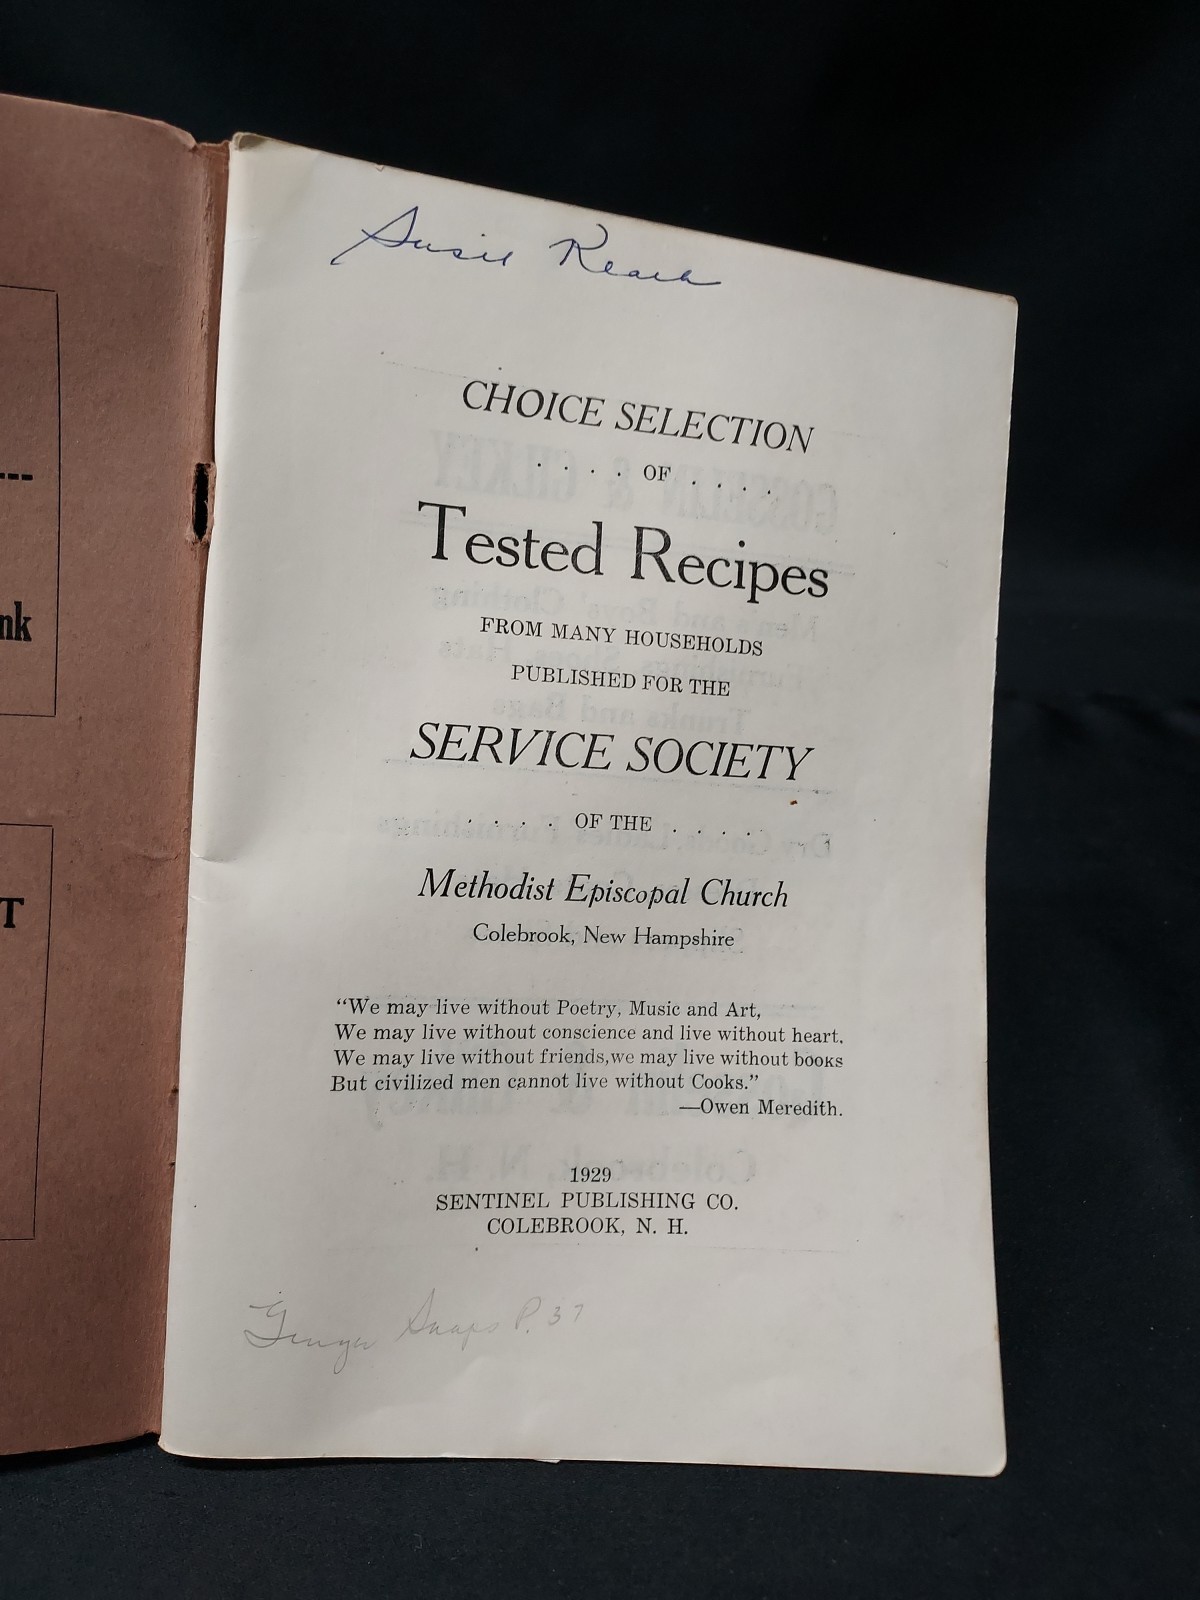 nk
T
Susie Keach
CHOICE SELECTION
. . . . OF . . . .
Tested Recipes
FROM MANY HOUSEHOLDS
PUBLISHED FOR THE
SERVICE SOCIETY
. . . . OF THE . . . .
Methodist Episcopal Church
Colebrook, New Hampshire
“We may live without Poetry, Music and Art,
We may live without conscience and live without heart.
We may live without friends,we may live without books
But civilized men cannot live without Cooks.”
—Owen Meredith.
1929
SENTINEL PUBLISHING CO.
COLEBROOK, N. H.
Ginger Snaps P. 37